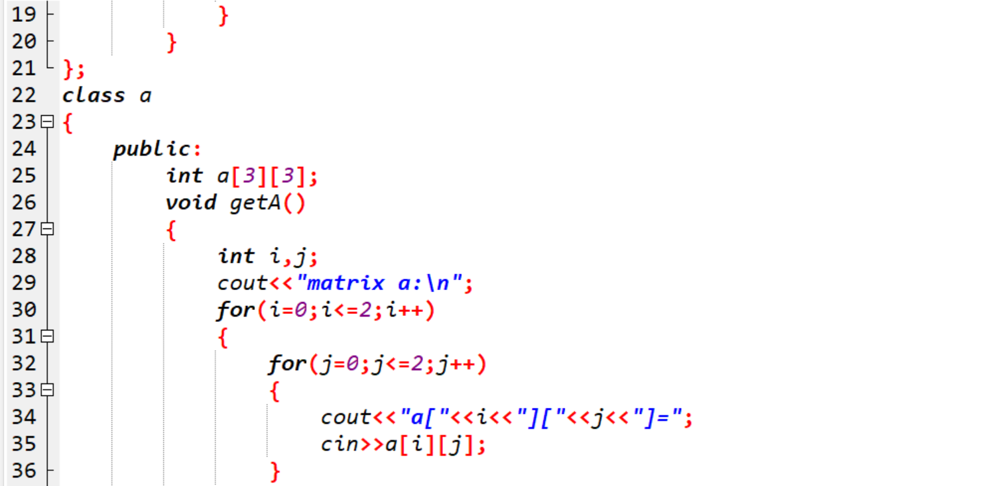 19 }
20 }
21 };
22 class a
23 {
24 public:
25 int a[3][3];
26 void getA()
27 {
28 int i,j;
29 cout<<"matrix a:\n";
30 for(i=0;i<=2;i++)
31 {
32 for(j=0;j<=2;j++)
33 {
34 cout<<"a["<<i<<"]["<<j<<"]=";
35 cin>>a[i][j];
36 }